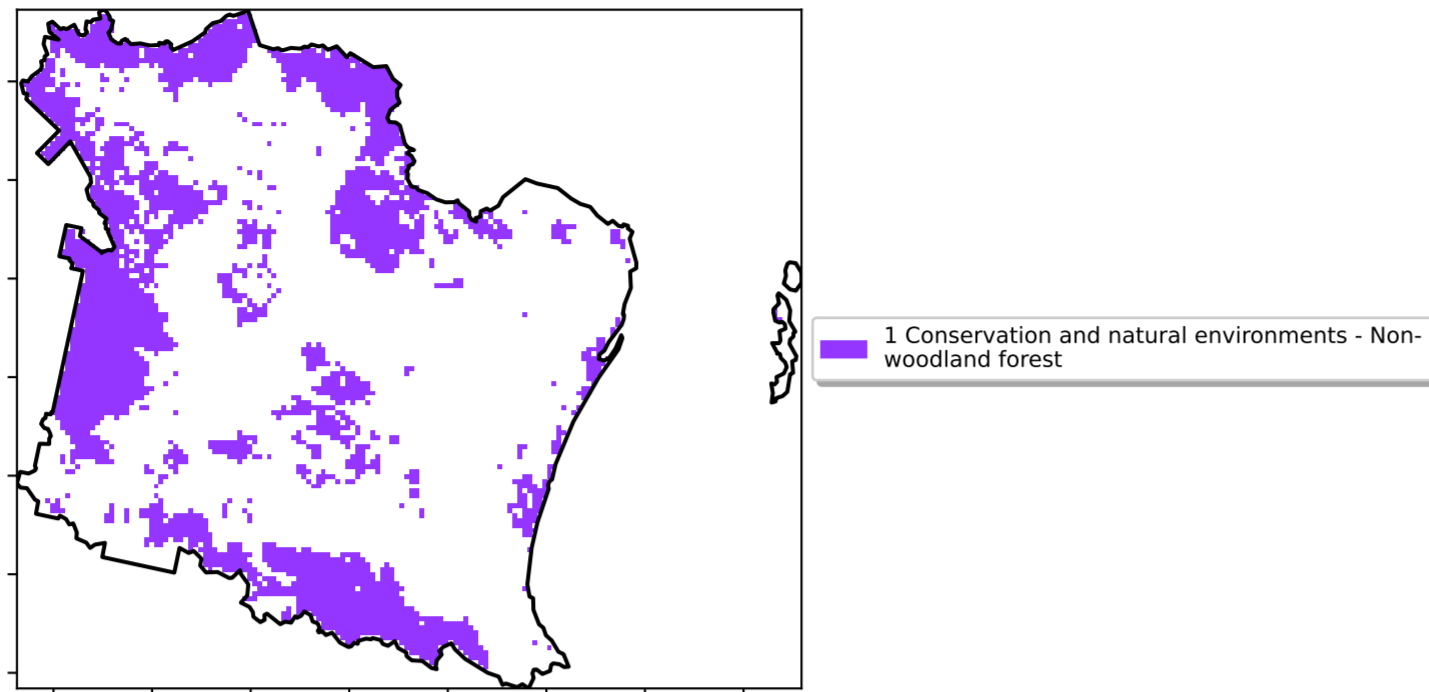 1 Conservation and natural environments - Non-
woodland forest